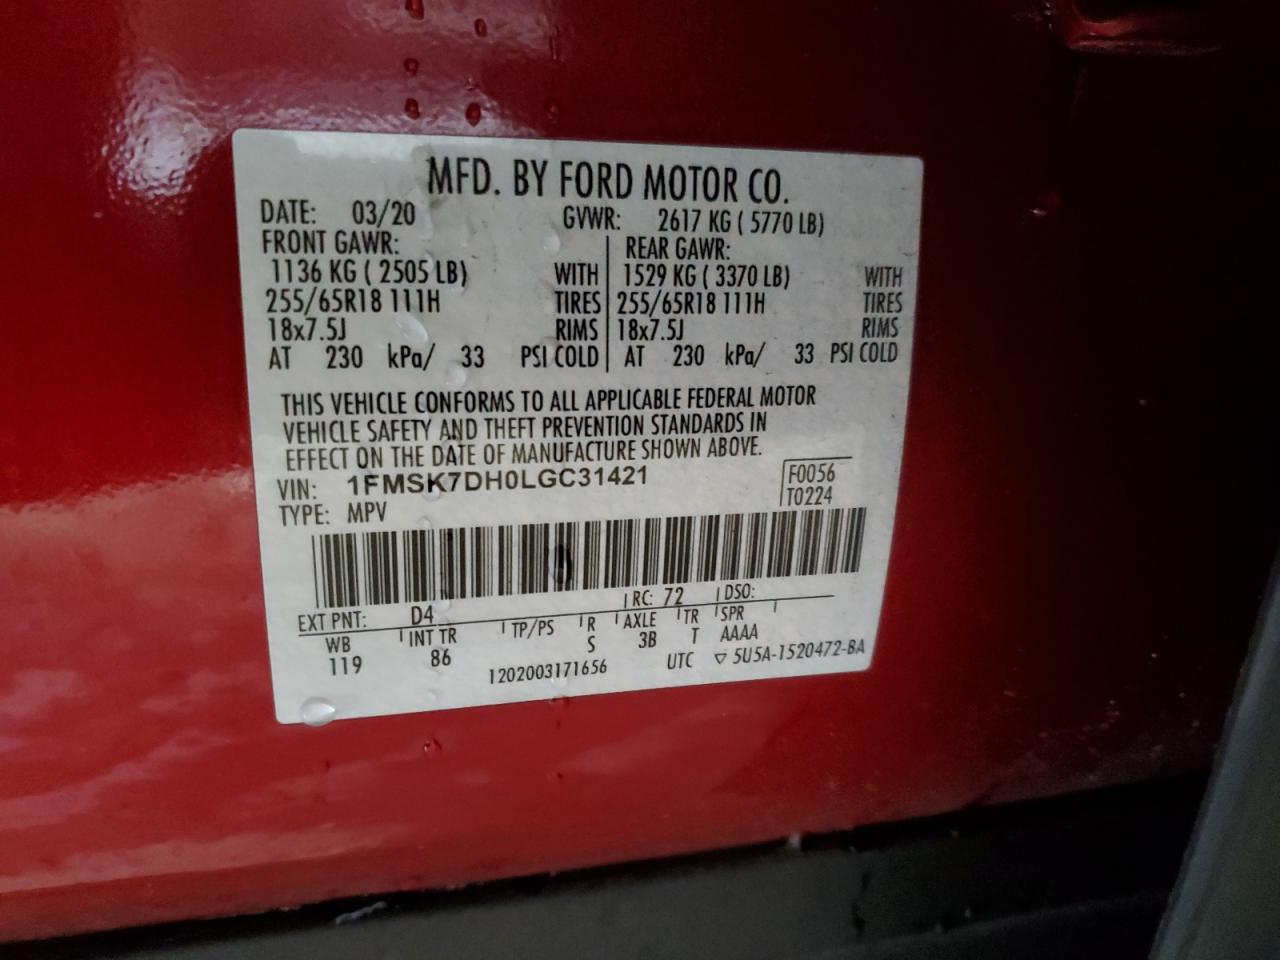 MFD. BY FORD MOTOR CO.
DATE: 03/20 GVWR: 2617 KG ( 5770 LB)
FRONT GAWR: REAR GAWR:
1136 KG ( 2505 LB) WITH 1529 KG ( 3370 LB) WITH
255/65R18 111H TIRES 255/65R18 111H TIRES
18x7.5J RIMS 18x7.5J RIMS
AT 230 kPa/ 33 PSI COLD AT 230 kPa/ 33 PSI COLD
THIS VEHICLE CONFORMS TO ALL APPLICABLE FEDERAL MOTOR
VEHICLE SAFETY AND THEFT PREVENTION STANDARDS IN
EFFECT ON THE DATE OF MANUFACTURE SHOWN ABOVE.
VIN: 1FMSK7DH0LGC31421 F0056
TYPE: MPV T0224
EXT PNT: D4 RC: 72 DSO:
WB INT TR TP/PS R AXLE TR SPR
119 86 S 3B T AAAA
1202003171656 UTC ▽ 5U5A-1520472-BA